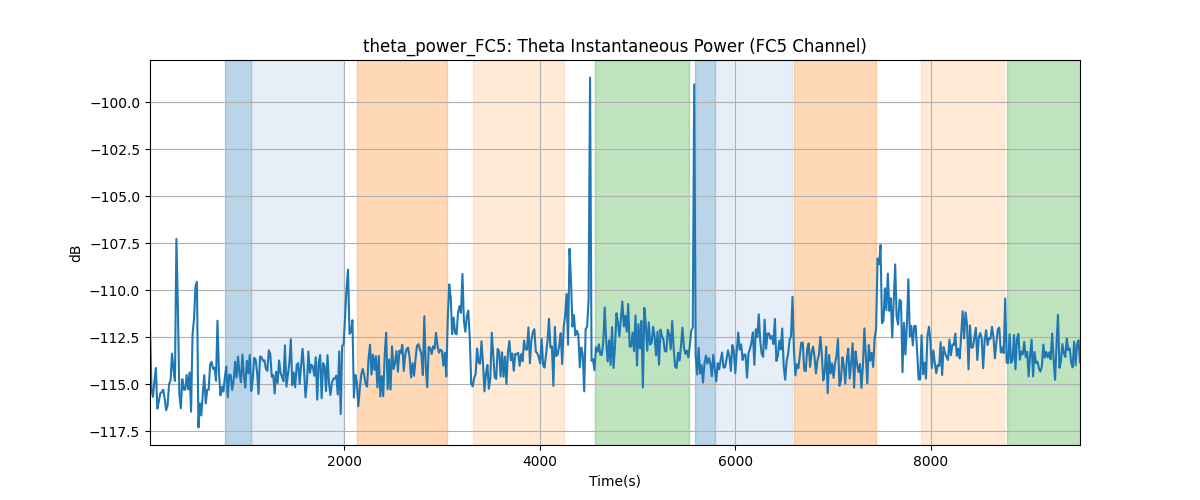 theta_power_FC5: Theta Instantaneous Power (FC5 Channel)
−100.0
−102.5
−105.0
−107.5
−110.0
−112.5
−115.0
−117.5
dB
2000 4000 6000 8000
Time(s)